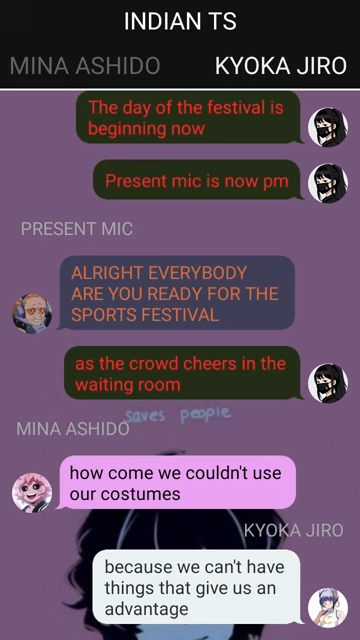 INDIAN TS
MINA ASHIDO KYOKA JIRO
The day of the festival is
beginning now
Present mic is now pm
PRESENT MIC
ALRIGHT EVERYBODY
ARE YOU READY FOR THE
SPORTS FESTIVAL
as the crowd cheers in the
waiting room
saves people
MINA ASHIDO
how come we couldn't use
our costumes
KYOKA JIRO
because we can't have
things that give us an
advantage